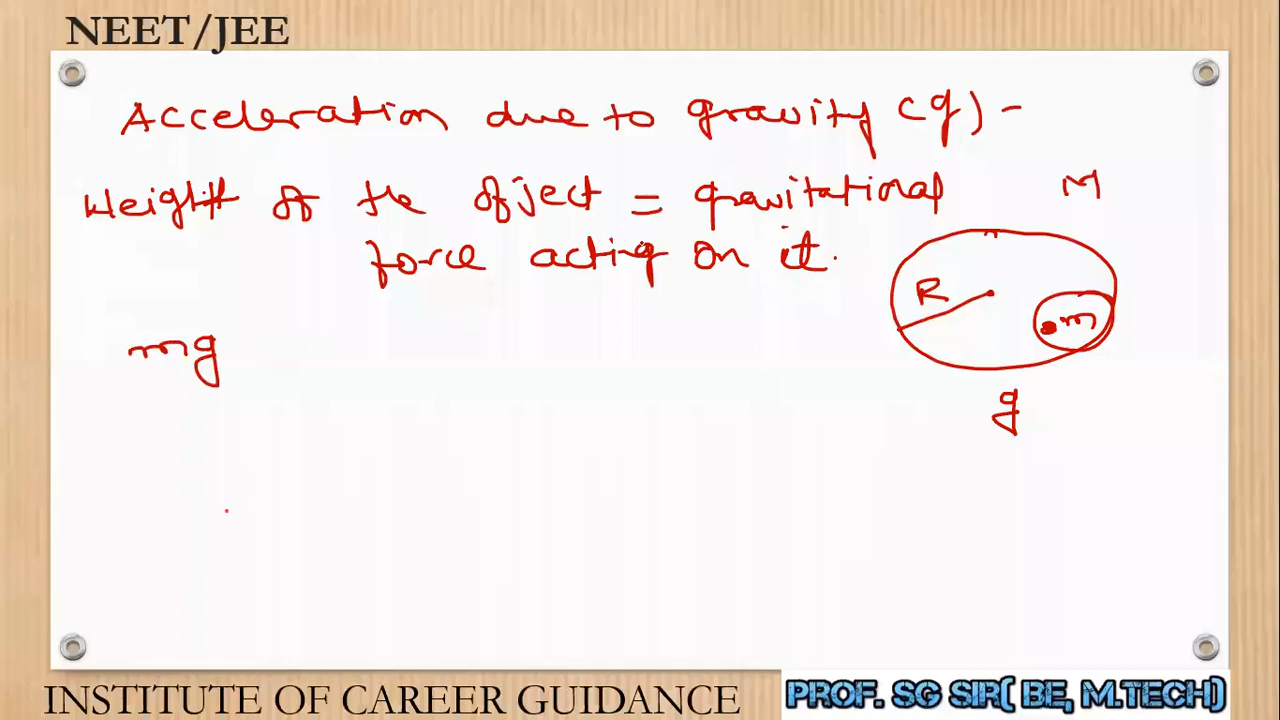 NEET/JEE
Acceleration due to gravity (g) -
Weight of the object = gravitational
force acting on it.
M
R
m
mg
g
INSTITUTE OF CAREER GUIDANCE
PROF. SG SIR( BE, M.TECH)